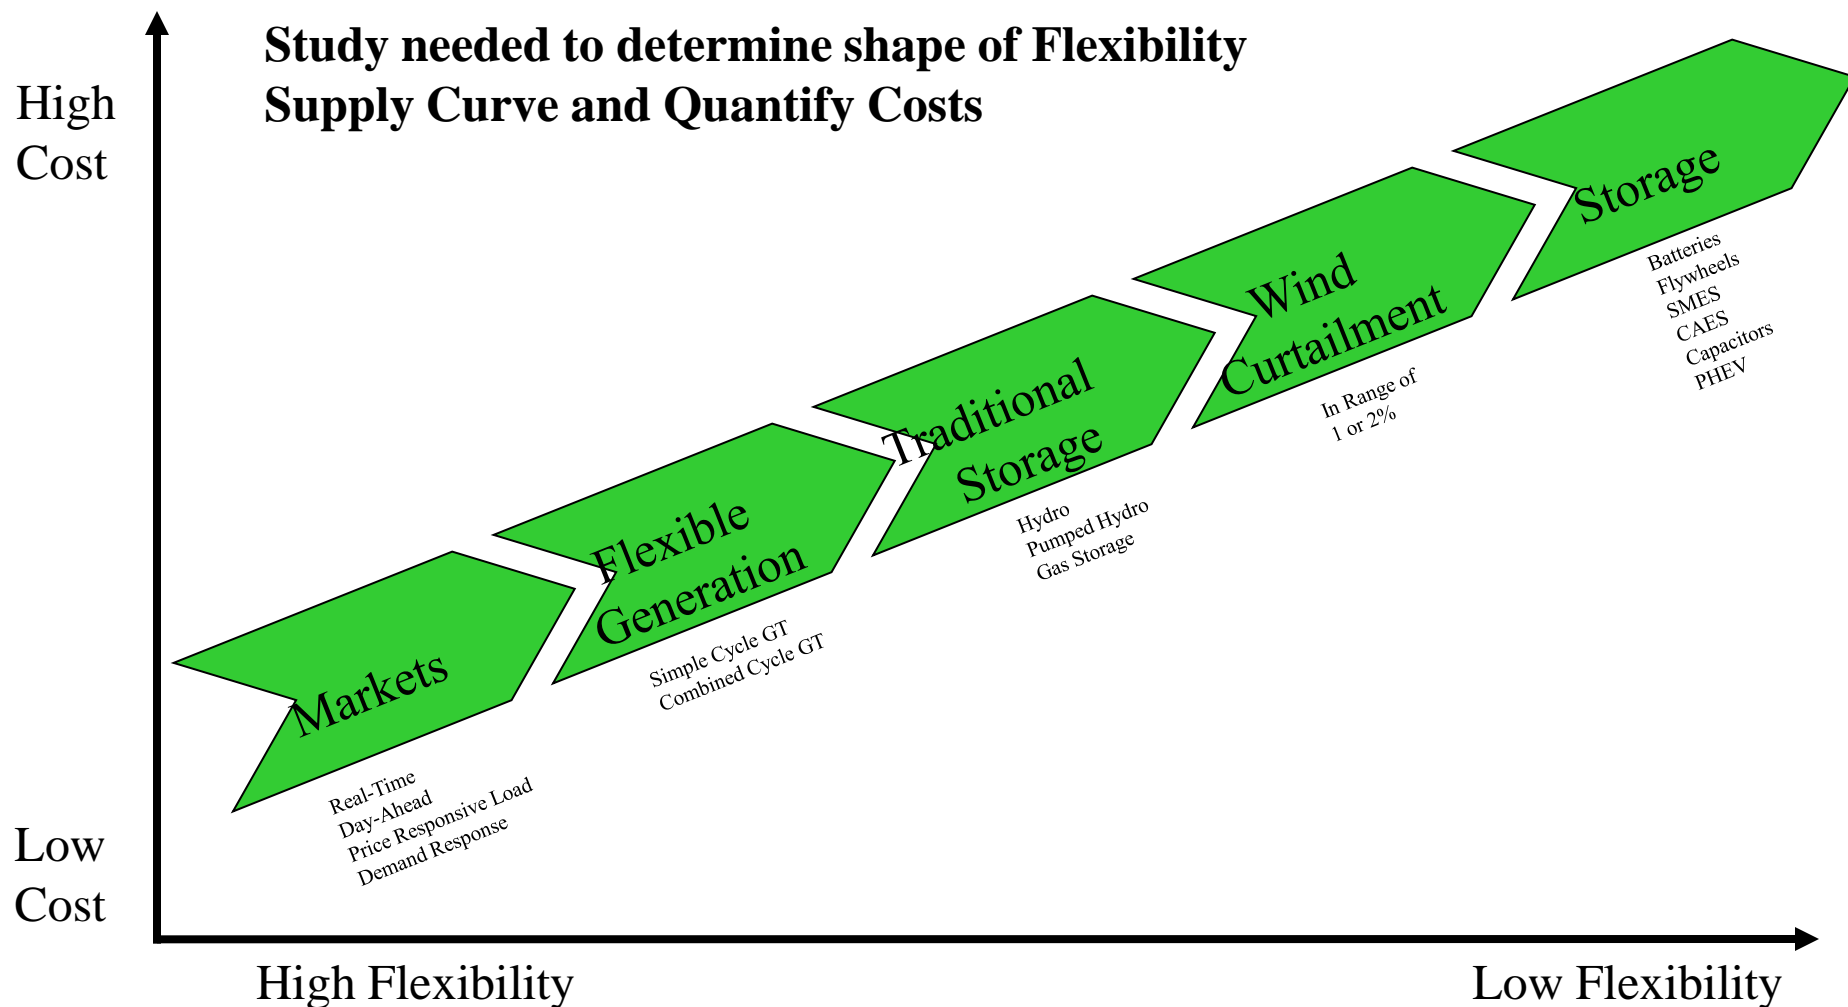 Study needed to determine shape of Flexibility
Supply Curve and Quantify Costs
High
Cost
Storage
Batteries
Flywheels
SMES
CAES
Capacitors
PHEV
Wind
Curtailment
In Range of
1 or 2%
Traditional
Storage
Hydro
Pumped Hydro
Gas Storage
Flexible
Generation
Simple Cycle GT
Combined Cycle GT
Markets
Real-Time
Day-Ahead
Price Responsive Load
Demand Response
Low
Cost
High Flexibility
Low Flexibility